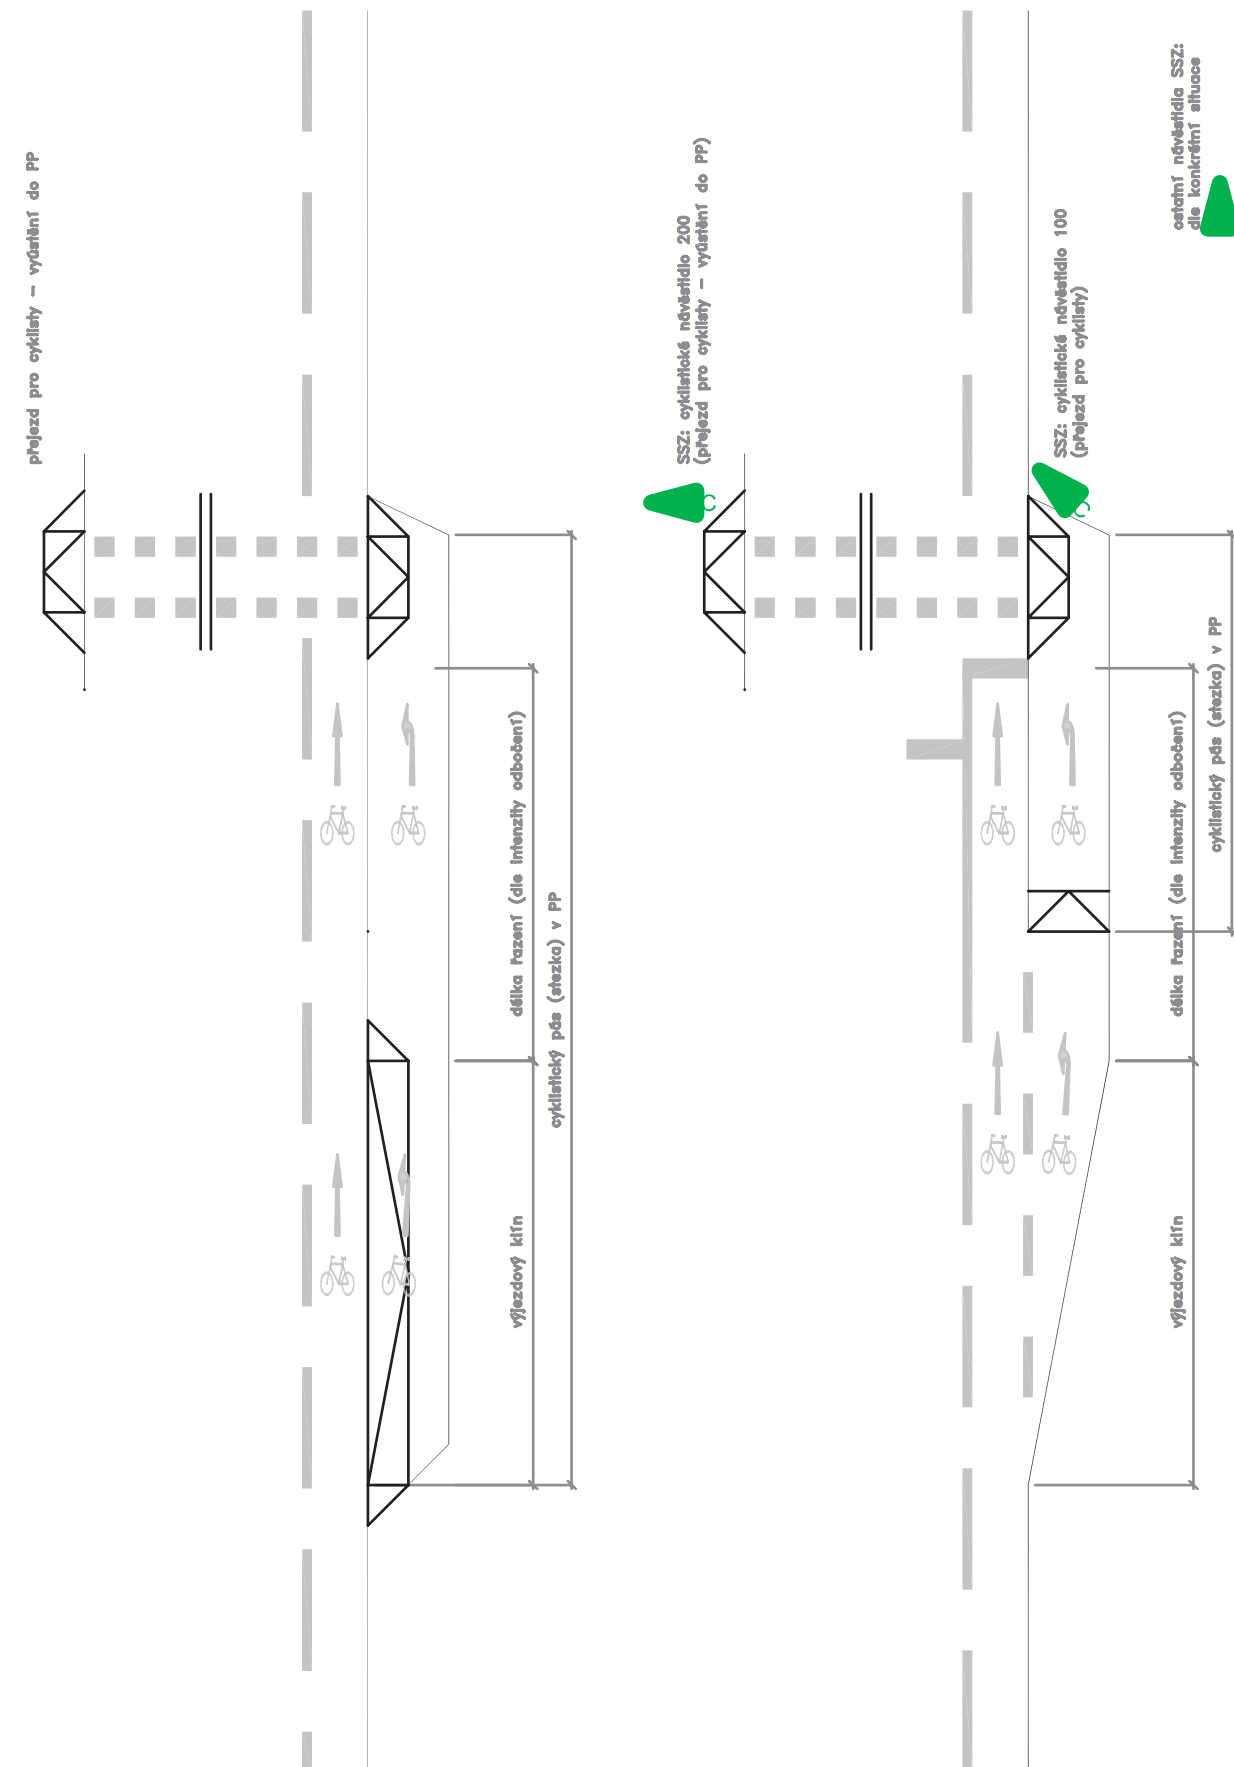 přejezd pro cyklisty – vyústění do PP
délka řazení (dle intenzity odbočení)
výjezdový klín
cyklistický pás (stezka) v PP
SSZ: cyklistické návěstidlo 200
(přejezd pro cyklisty – vyústění do PP)
SSZ: cyklistické návěstidlo 100
(přejezd pro cyklisty)
ostatní návěstidla SSZ:
dle konkrétní situace
délka řazení (dle intenzity odbočení)
výjezdový klín
cyklistický pás (stezka) v PP